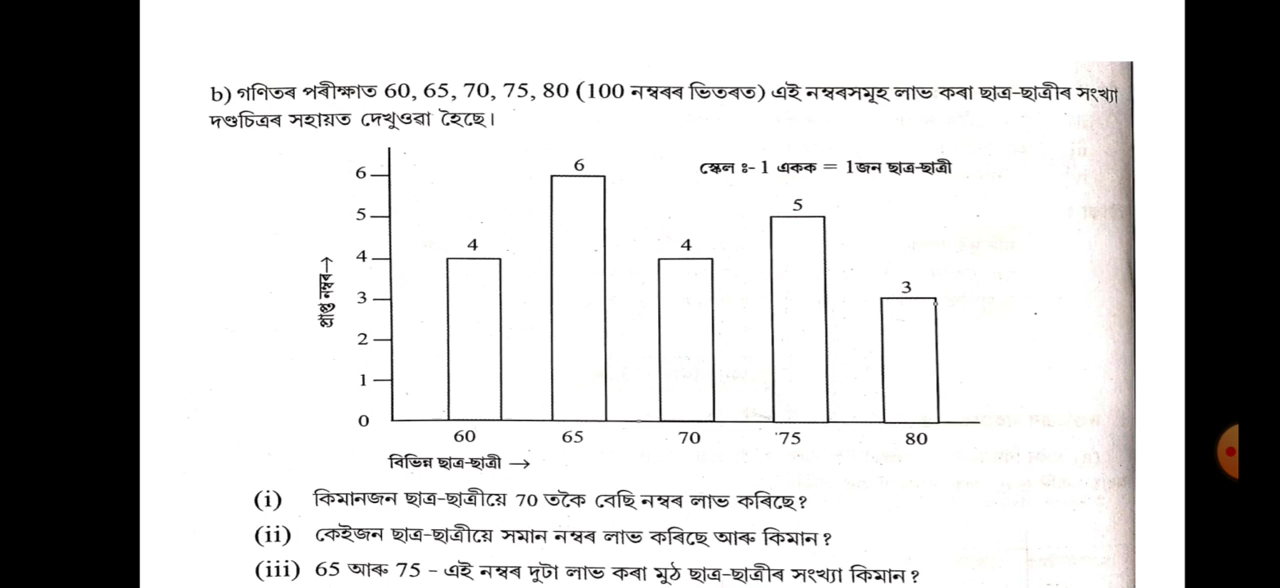 b) গণিতৰ পৰীক্ষাত 60, 65, 70, 75, 80 (100 নম্বৰৰ ভিতৰত) এই নম্বৰসমূহ লাভ কৰা ছাত্ৰ-ছাত্ৰীৰ সংখ্যা
দণ্ডচিত্ৰৰ সহায়ত দেখুওৱা হৈছে।
স্কেল ঃ- 1 একক = 1জন ছাত্ৰ-ছাত্ৰী
প্ৰাপ্ত নম্বৰ→
6
5
4
3
2
1
0
4
6
4
5
3
60 65 70 75 80
বিভিন্ন ছাত্ৰ-ছাত্ৰী →
(i) কিমানজন ছাত্ৰ-ছাত্ৰীয়ে 70 তকৈ বেছি নম্বৰ লাভ কৰিছে?
(ii) কেইজন ছাত্ৰ-ছাত্ৰীয়ে সমান নম্বৰ লাভ কৰিছে আৰু কিমান?
(iii) 65 আৰু 75 - এই নম্বৰ দুটা লাভ কৰা মুঠ ছাত্ৰ-ছাত্ৰীৰ সংখ্যা কিমান?